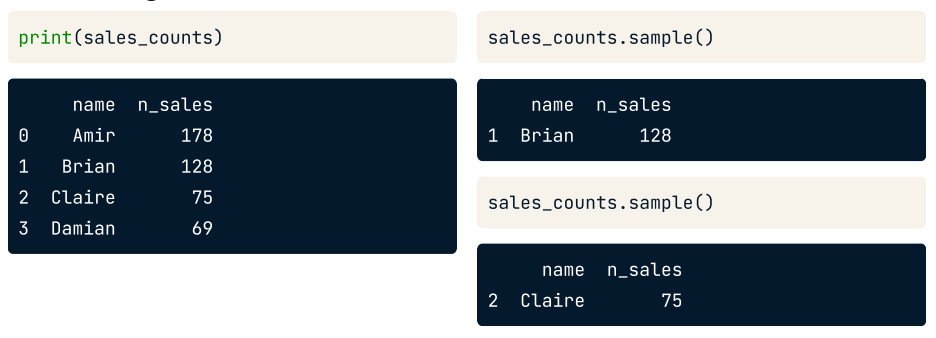 print(sales_counts)
name n_sales
0 Amir 178
1 Brian 128
2 Claire 75
3 Damian 69
sales_counts.sample()
name n_sales
1 Brian 128
sales_counts.sample()
name n_sales
2 Claire 75